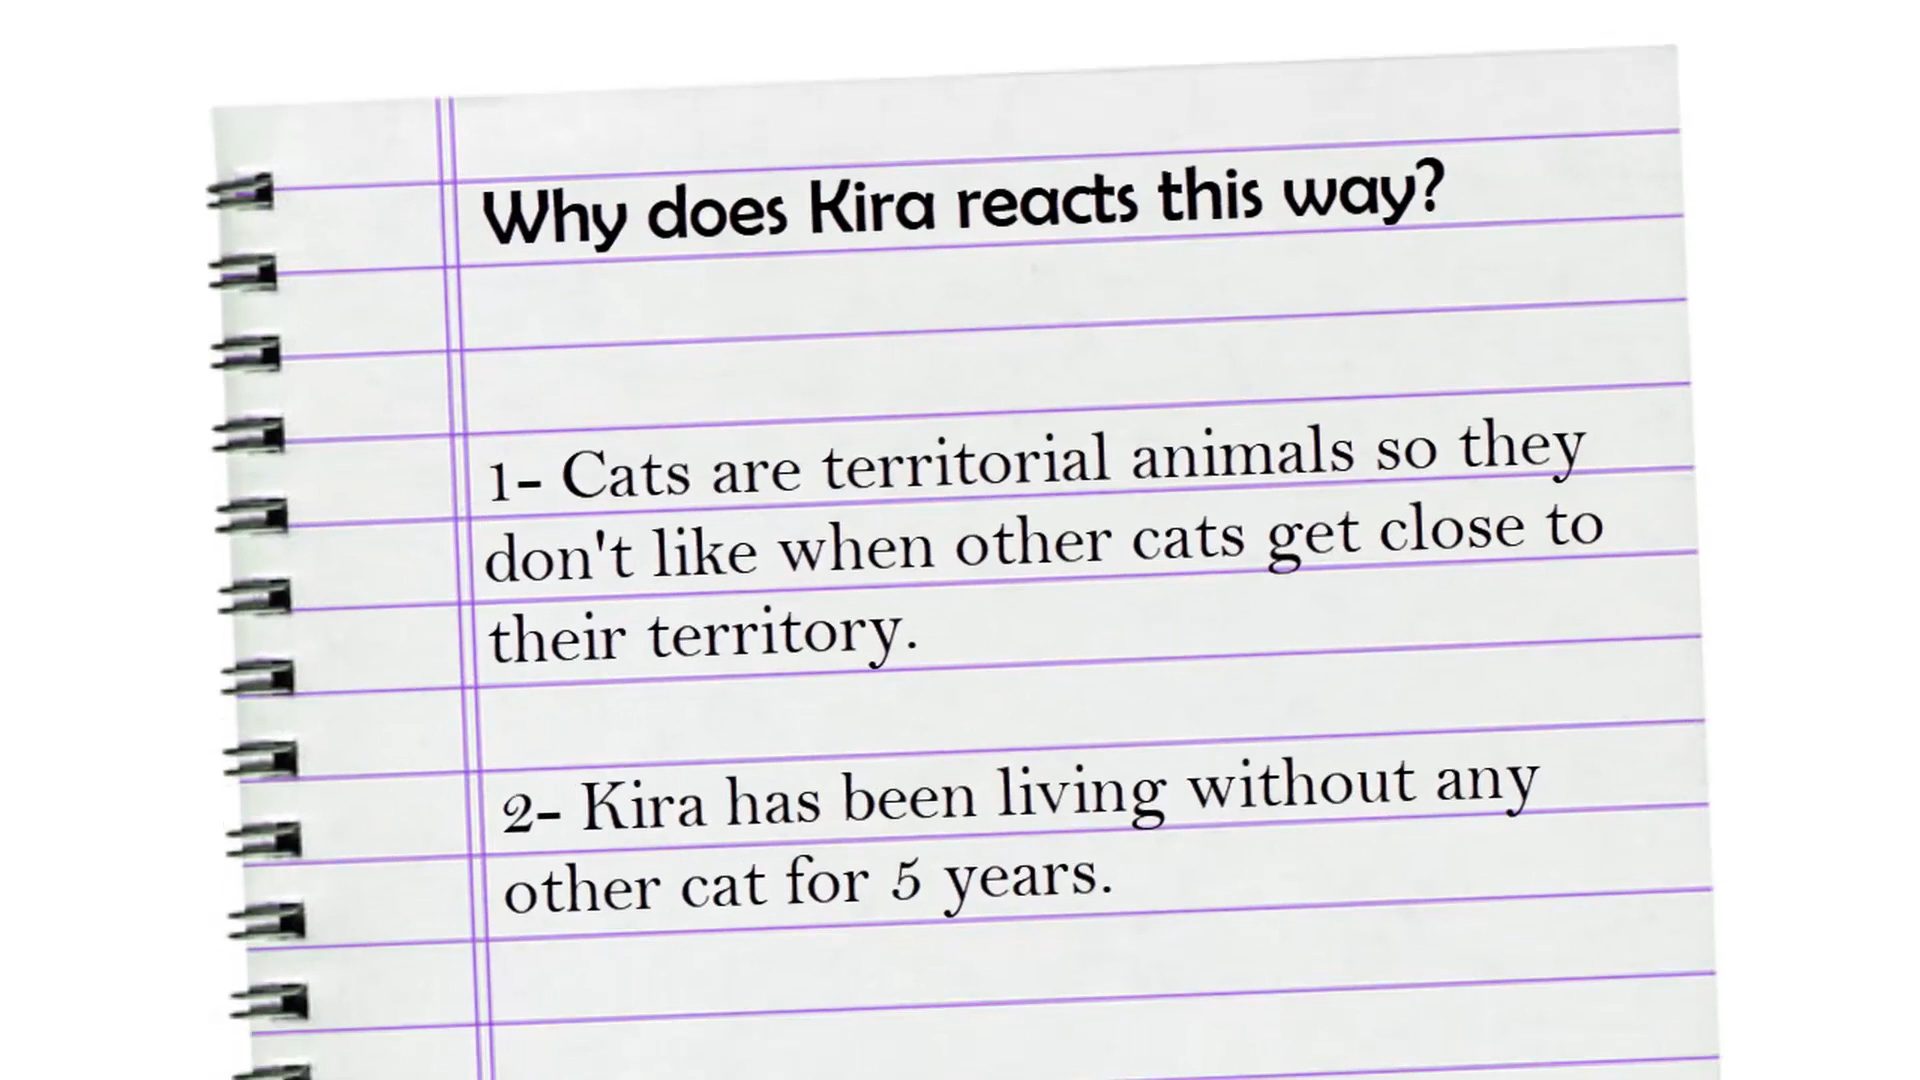 Why does Kira reacts this way?
1- Cats are territorial animals so they
don't like when other cats get close to
their territory.
2- Kira has been living without any
other cat for 5 years.